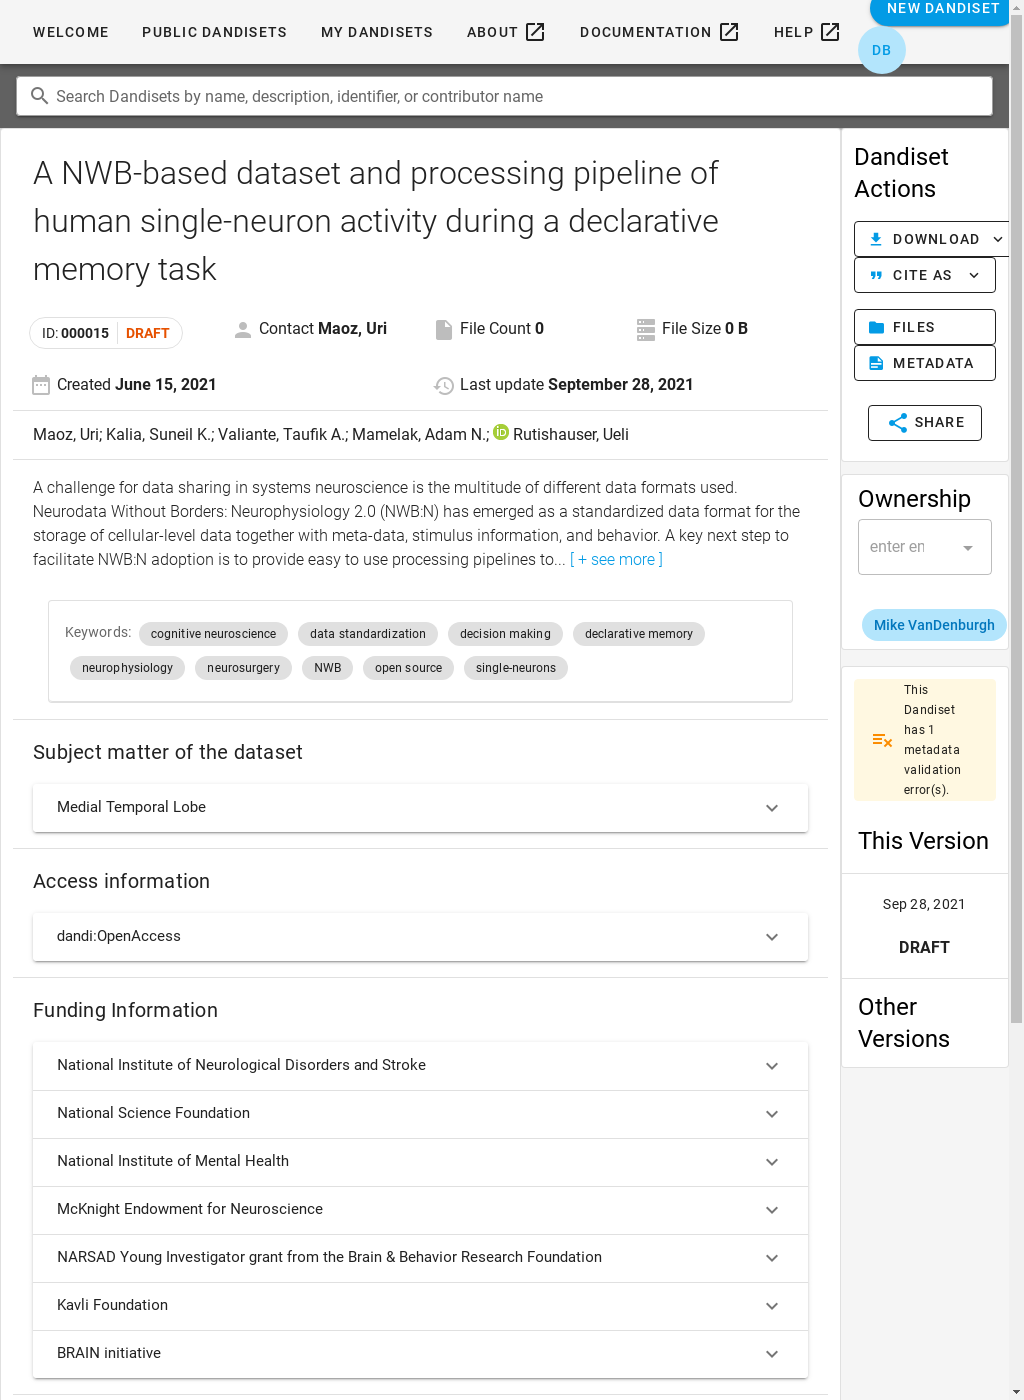 WELCOME PUBLIC DANDISETS MY DANDISETS ABOUT DOCUMENTATION HELP NEW DANDISET
DB
Search Dandisets by name, description, identifier, or contributor name
A NWB-based dataset and processing pipeline of
human single-neuron activity during a declarative
memory task
ID: 000015 DRAFT Contact Maoz, Uri File Count 0 File Size 0 B
Created June 15, 2021 Last update September 28, 2021
Maoz, Uri; Kalia, Suneil K.; Valiante, Taufik A.; Mamelak, Adam N.; iD Rutishauser, Ueli
A challenge for data sharing in systems neuroscience is the multitude of different data formats used.
Neurodata Without Borders: Neurophysiology 2.0 (NWB:N) has emerged as a standardized data format for the
storage of cellular-level data together with meta-data, stimulus information, and behavior. A key next step to
facilitate NWB:N adoption is to provide easy to use processing pipelines to... [ + see more ]
Keywords: cognitive neuroscience data standardization decision making declarative memory
neurophysiology neurosurgery NWB open source single-neurons
Subject matter of the dataset
Medial Temporal Lobe
Access information
dandi:OpenAccess
Funding Information
National Institute of Neurological Disorders and Stroke
National Science Foundation
National Institute of Mental Health
McKnight Endowment for Neuroscience
NARSAD Young Investigator grant from the Brain & Behavior Research Foundation
Kavli Foundation
BRAIN initiative
Dandiset
Actions
DOWNLOAD
CITE AS
FILES
METADATA
SHARE
Ownership
enter en
Mike VanDenburgh
This
Dandiset
has 1
metadata
validation
error(s).
This Version
Sep 28, 2021
DRAFT
Other
Versions